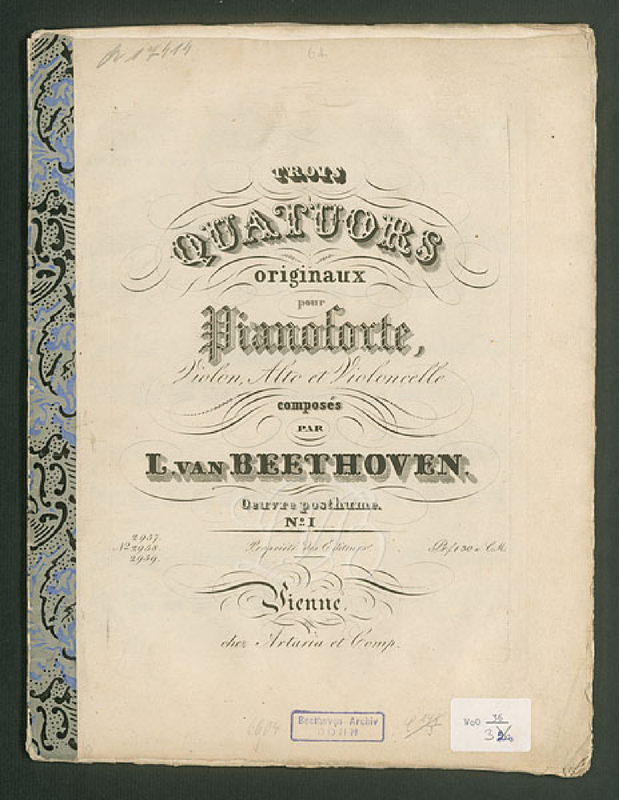 TROIS
QUATUORS
originaux
pour
Pianoforte,
Violon, Alto et Violoncelle
composés
PAR
L. VAN BEETHOVEN.
Oeuvre posthume.
No. I
2957.
No. 2958.
2959.
Propriété des Editeurs.
Vienne.
chez Artaria et Comp.
Beethoven-Archiv
BONN
WoO 36
3